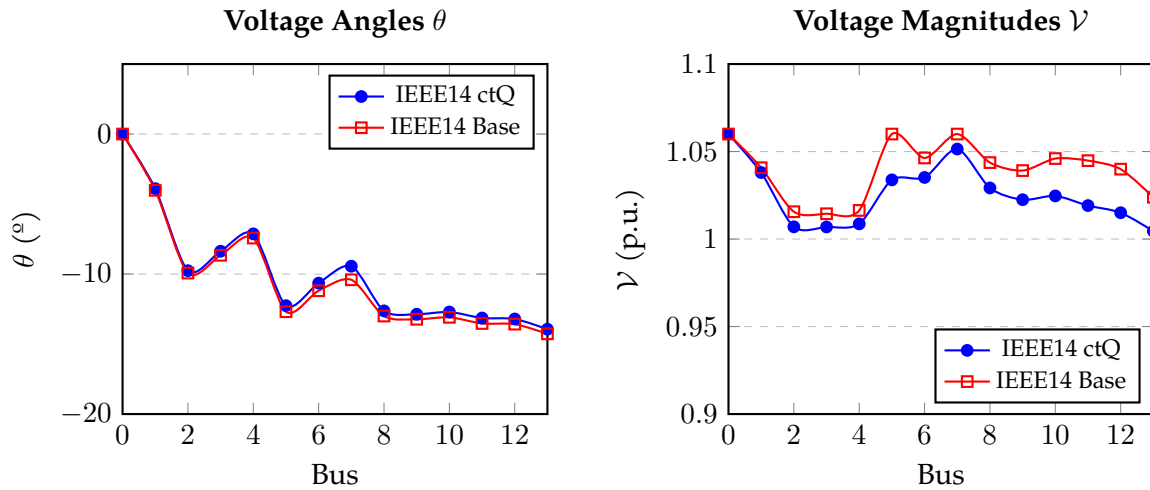 Voltage Angles θ
IEEE14 ctQ
IEEE14 Base
0
−10
−20
θ (º)
0 2 4 6 8 10 12
Bus
Voltage Magnitudes 𝒱
1.1
1.05
1
0.95
0.9
𝒱 (p.u.)
IEEE14 ctQ
IEEE14 Base
0 2 4 6 8 10 12
Bus